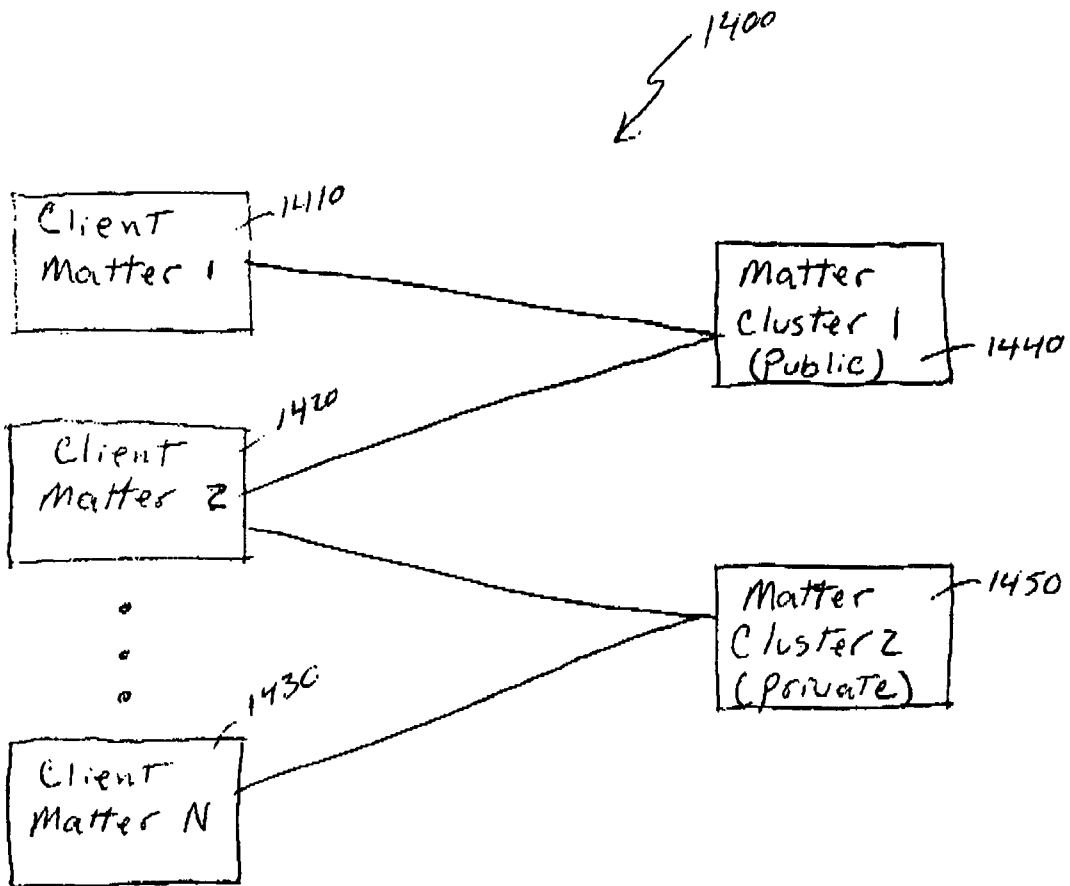 1400
Client
Matter 1
1410
Matter
Cluster 1
(Public)
1440
Client
Matter 2
1420
Matter
Cluster 2
(Private)
1450
Client
Matter N
1430